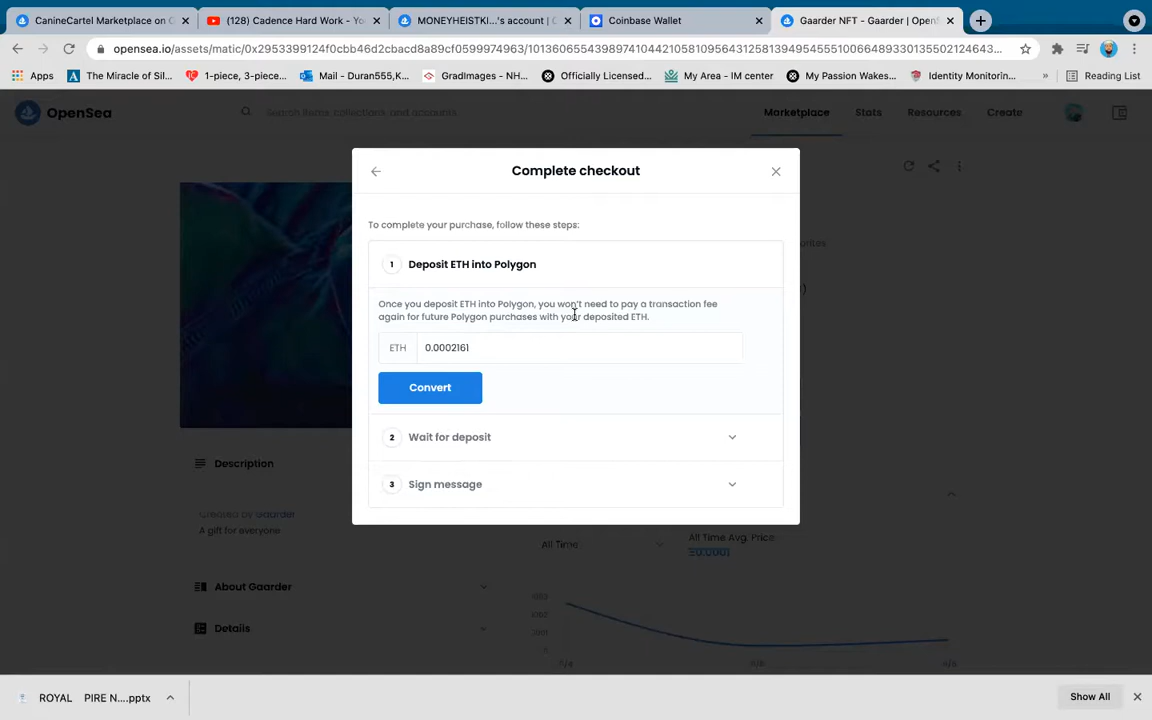 CanineCartel Marketplace on O
(128) Cadence Hard Work - Yo
MONEYHEISTKI...'s account | O
Coinbase Wallet
Gaarder NFT - Gaarder | OpenS
opensea.io/assets/matic/0x2953399124f0cbb46d2cbacd8a89cf0599974963/
Apps
The Miracle of Sil...
1-piece, 3-piece...
Mail - Duran555,K...
GradImages - NH...
Officially Licensed...
My Area - IM center
My Passion Wakes...
Identity Monitorin...
»
Reading List
OpenSea
Search items, collections and accounts
Marketplace
Stats
Resources
Create
Complete checkout
To complete your purchase, follow these steps:
1 Deposit ETH into Polygon
Once you deposit ETH into Polygon, you won't need to pay a transaction fee
again for future Polygon purchases with your deposited ETH.
ETH 0.0002161
Convert
2 Wait for deposit
3 Sign message
Description
Created by Gaarder
A gift for everyone
All Time
All Time Avg. Price
Ξ0.0001
About Gaarder
Details
ROYAL PIRE N....pptx
Show All